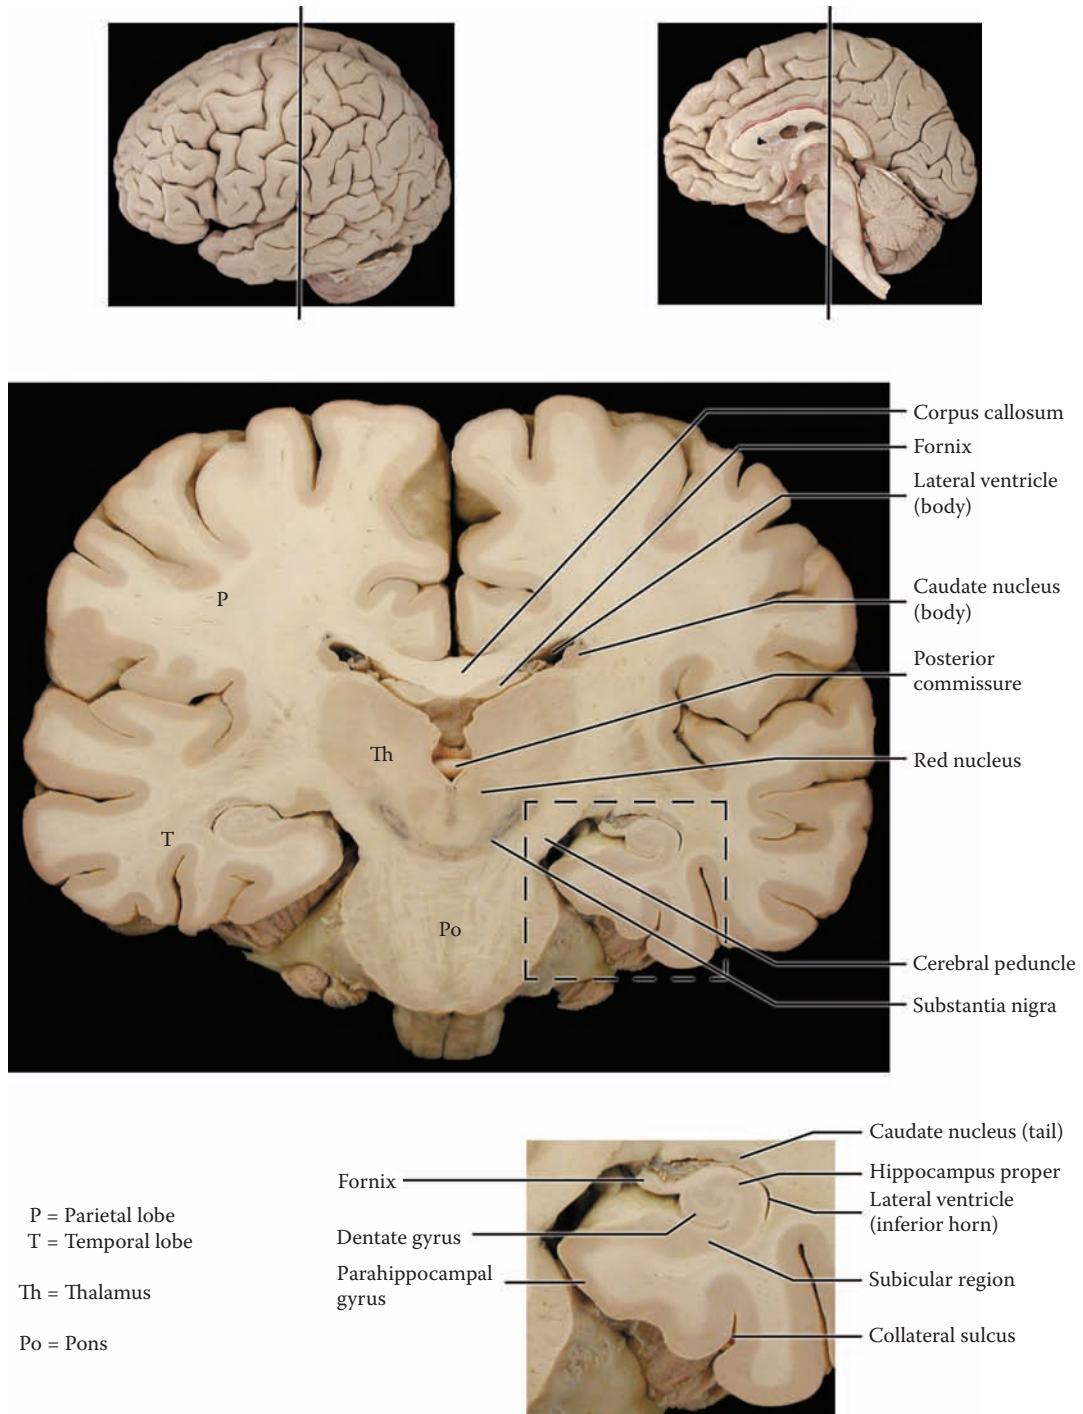 Corpus callosum
Fornix
Lateral ventricle
(body)
Caudate nucleus
(body)
Posterior
commissure
Red nucleus
Cerebral peduncle
Substantia nigra
P
Th
T
Po
Caudate nucleus (tail)
Hippocampus proper
Lateral ventricle
(inferior horn)
Subicular region
Collateral sulcus
Fornix
Dentate gyrus
Parahippocampal
gyrus
P = Parietal lobe
T = Temporal lobe
Th = Thalamus
Po = Pons